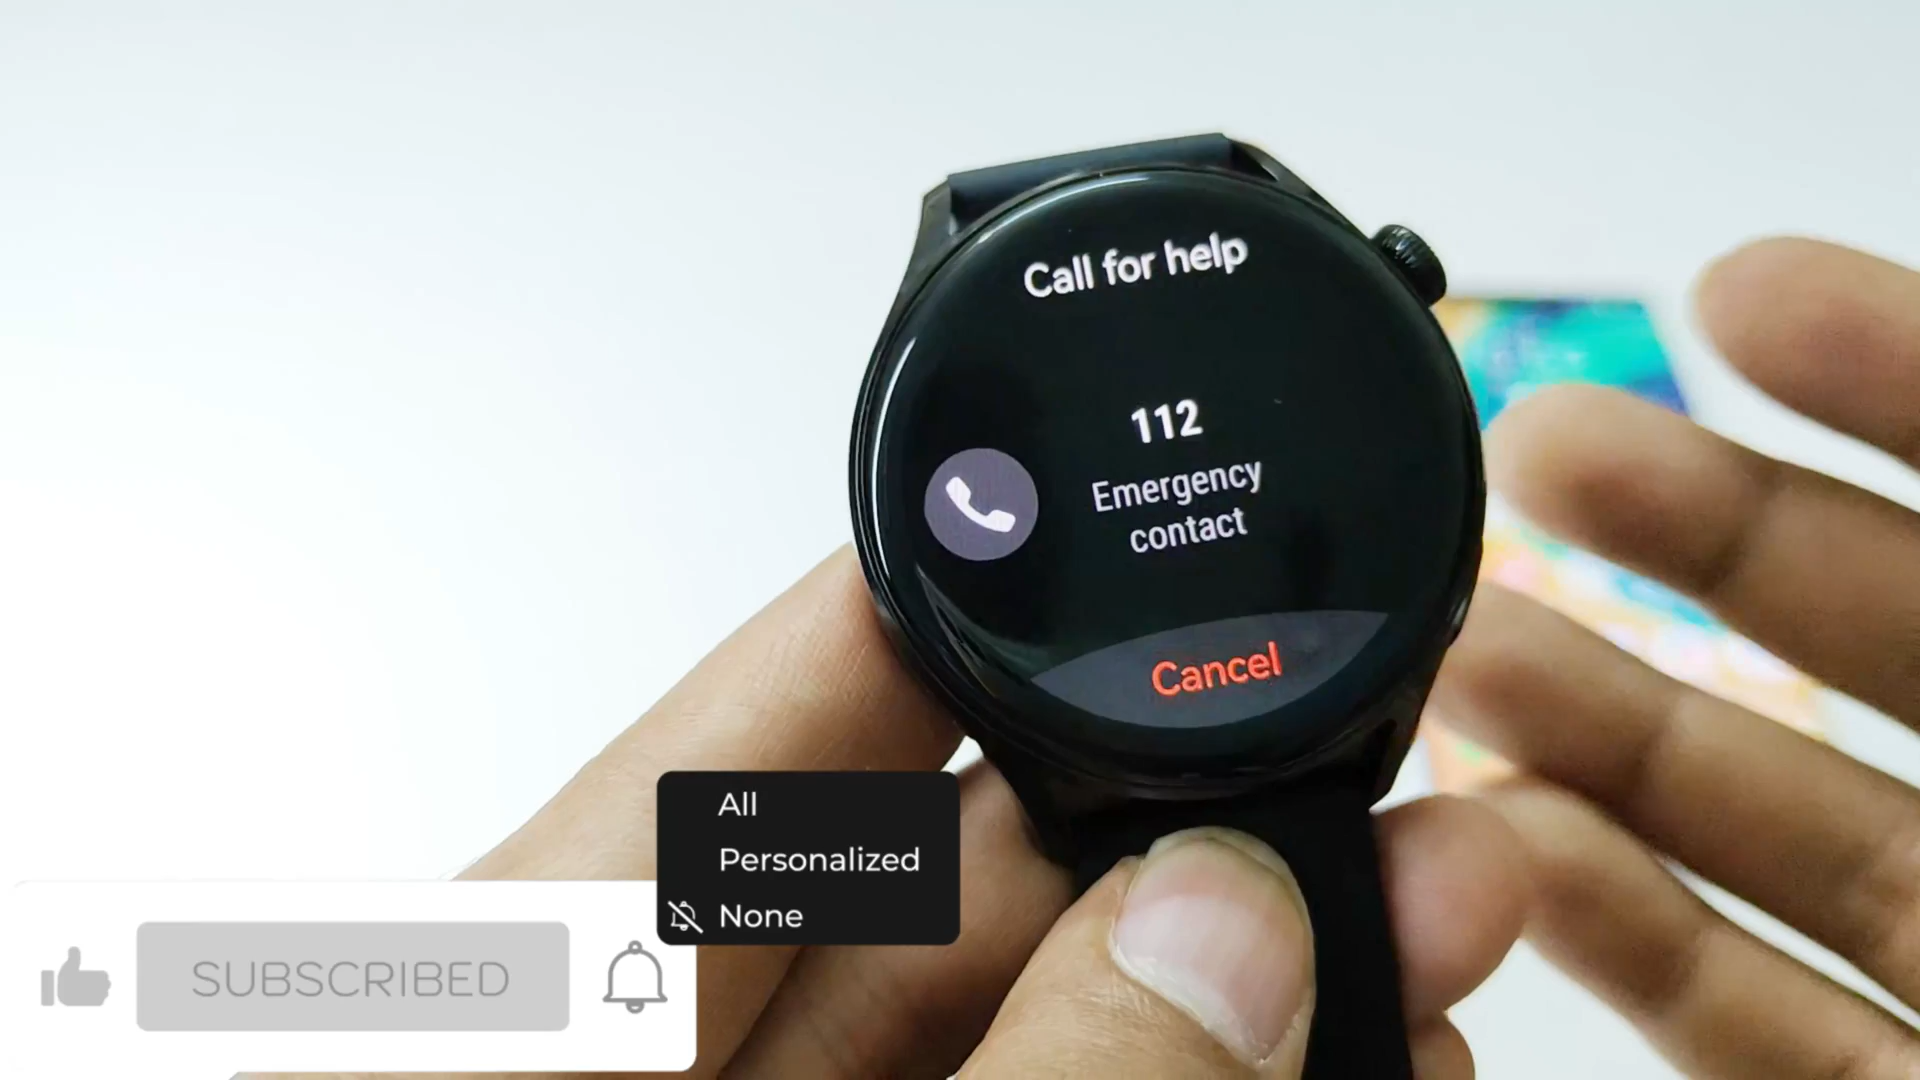 Call for help
112
Emergency
contact
Cancel
All
Personalized
None
SUBSCRIBED